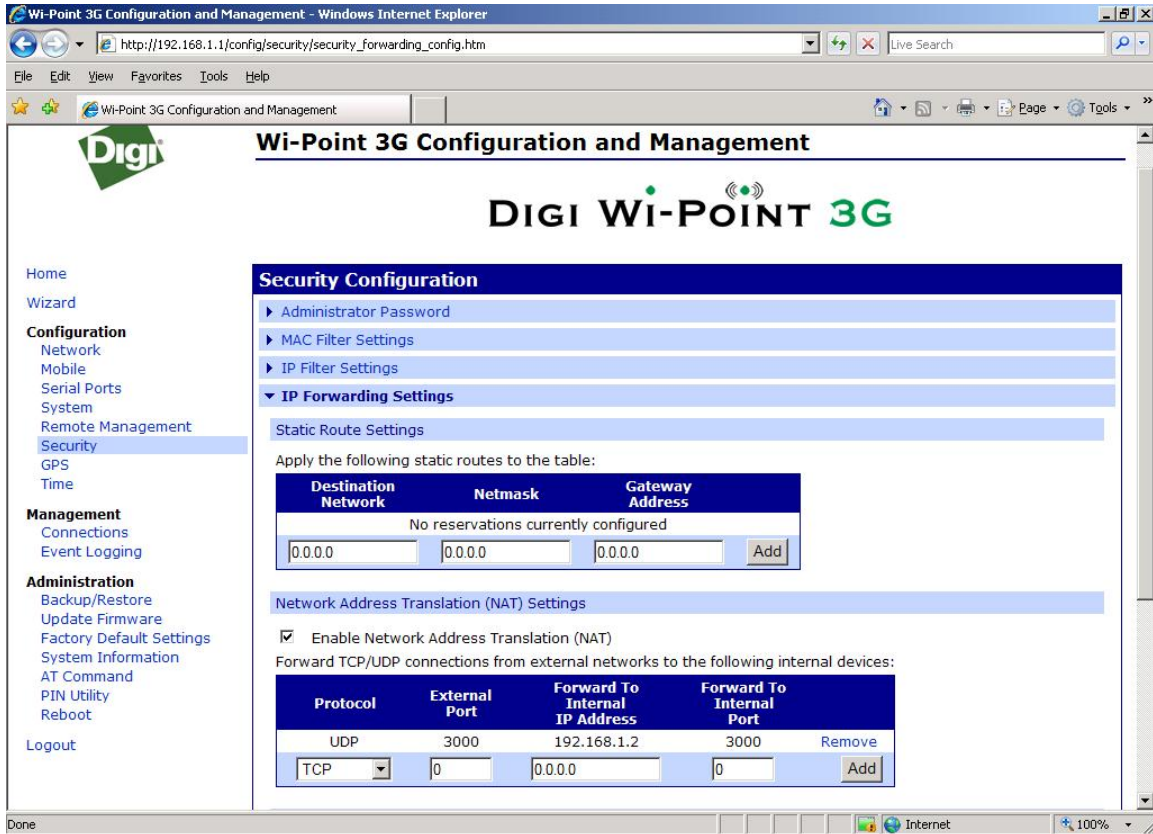 Wi-Point 3G Configuration and Management - Windows Internet Explorer
http://192.168.1.1/config/security/security_forwarding_config.htm
Live Search
File Edit View Favorites Tools Help
Wi-Point 3G Configuration and Management
Page Tools »
Digi
Wi-Point 3G Configuration and Management
DIGI WI-POINT 3G
Home
Wizard
Configuration
Network
Mobile
Serial Ports
System
Remote Management
Security
GPS
Time
Management
Connections
Event Logging
Administration
Backup/Restore
Update Firmware
Factory Default Settings
System Information
AT Command
PIN Utility
Reboot
Logout
Security Configuration
Administrator Password
MAC Filter Settings
IP Filter Settings
IP Forwarding Settings
Static Route Settings
Apply the following static routes to the table:
Destination Network Netmask Gateway Address
No reservations currently configured
0.0.0.0 0.0.0.0 0.0.0.0 Add
Network Address Translation (NAT) Settings
Enable Network Address Translation (NAT)
Forward TCP/UDP connections from external networks to the following internal devices:
Protocol External Port Forward To Internal IP Address Forward To Internal Port
UDP 3000 192.168.1.2 3000 Remove
TCP 0 0.0.0.0 0 Add
Done Internet 100%